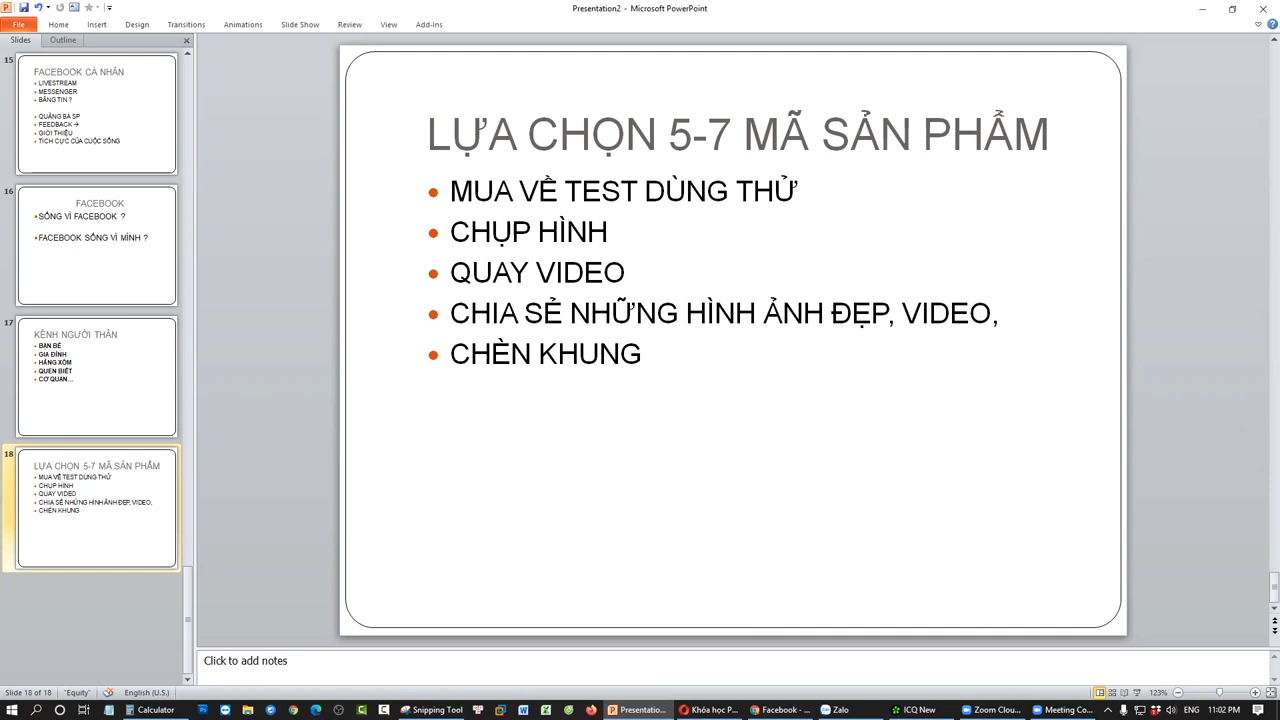 Presentation2 - Microsoft PowerPoint
File Home Insert Design Transitions Animations Slide Show Review View Add-Ins
Slides Outline
15
FACEBOOK CÁ NHÂN
LIVESTREAM
MESSENGER
BẢNG TIN ?
QUẢNG BÁ SP
FEEDBACK →
GIỚI THIỆU
TÍCH CỰC CỦA CUỘC SỐNG
16
FACEBOOK
SỐNG VÌ FACEBOOK ?
FACEBOOK SỐNG VÌ MÌNH ?
17
KÊNH NGƯỜI THÂN
BẠN BÈ
GIA ĐÌNH
HÀNG XÓM
QUEN BIẾT
CƠ QUAN...
18
LỰA CHỌN 5-7 MÃ SẢN PHẨM
MUA VỀ TEST DÙNG THỬ
CHỤP HÌNH
QUAY VIDEO
CHIA SẺ NHỮNG HÌNH ẢNH ĐẸP, VIDEO,
CHÈN KHUNG
LỰA CHỌN 5-7 MÃ SẢN PHẨM
MUA VỀ TEST DÙNG THỬ
CHỤP HÌNH
QUAY VIDEO
CHIA SẺ NHỮNG HÌNH ẢNH ĐẸP, VIDEO,
CHÈN KHUNG
Click to add notes
Slide 18 of 18 "Equity" English (U.S.) 123%
Calculator Snipping Tool Presentatio... Khóa học P... Facebook - ... Zalo ICQ New Zoom Clou... Meeting Co... ENG 11:02 PM